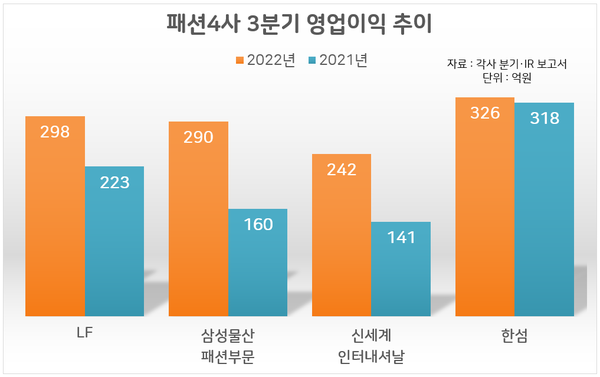 패션4사 3분기 영업이익 추이
2022년 2021년
자료 : 각사 분기·IR 보고서
단위 : 억원
298 223 290 160 242 141 326 318
LF 삼성물산 신세계 한섬
패션부문 인터내셔날